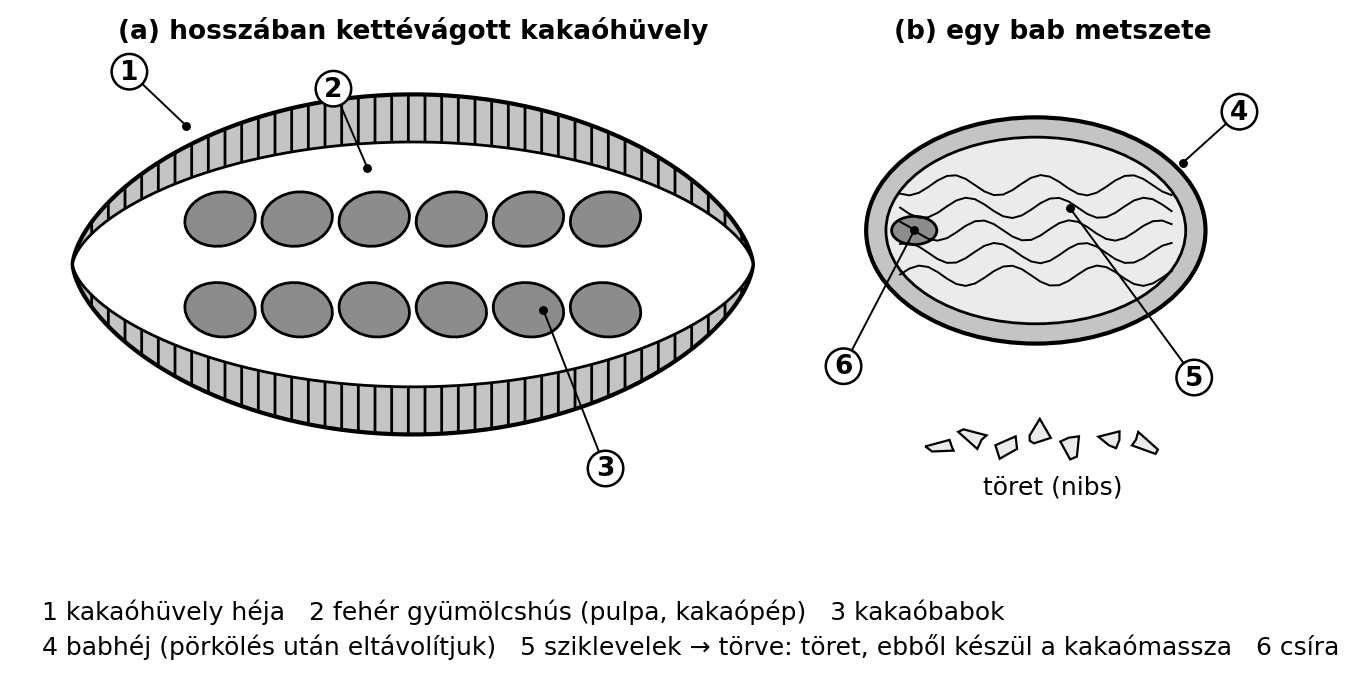 (a) hosszában kettévágott kakaóhüvely
(b) egy bab metszete
1
2
4
6
5
3
töret (nibs)
1 kakaóhüvely héja   2 fehér gyümölcshús (pulpa, kakaópép)   3 kakaóbabok
4 babhéj (pörkölés után eltávolítjuk)   5 sziklevelek → törve: töret, ebből készül a kakaómassza   6 csíra